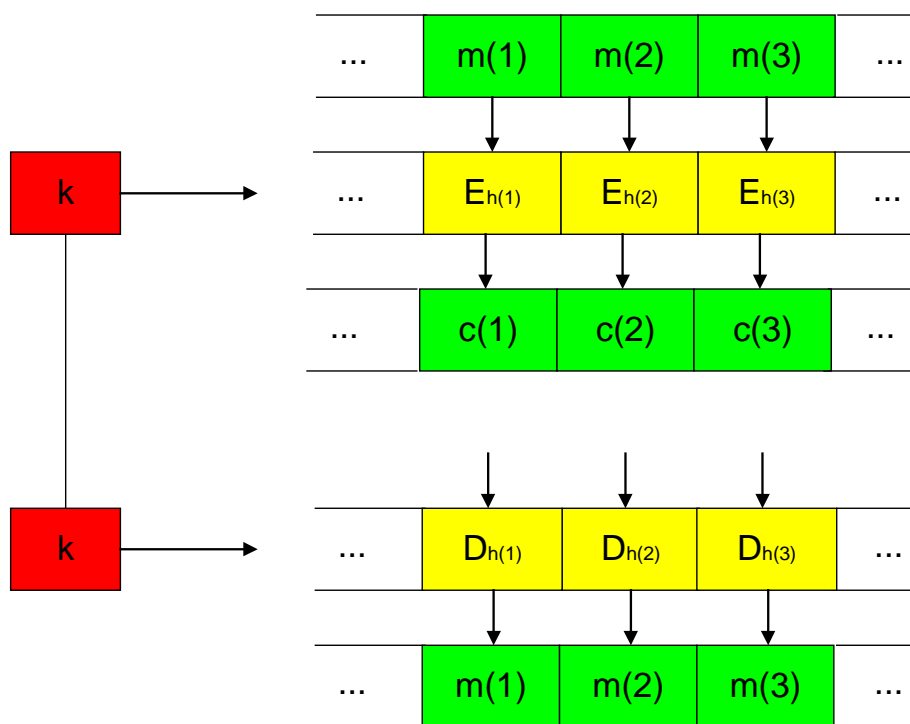 ... m(1) m(2) m(3) ...
k ... Eh(1) Eh(2) Eh(3) ...
... c(1) c(2) c(3) ...
k ... Dh(1) Dh(2) Dh(3) ...
... m(1) m(2) m(3) ...